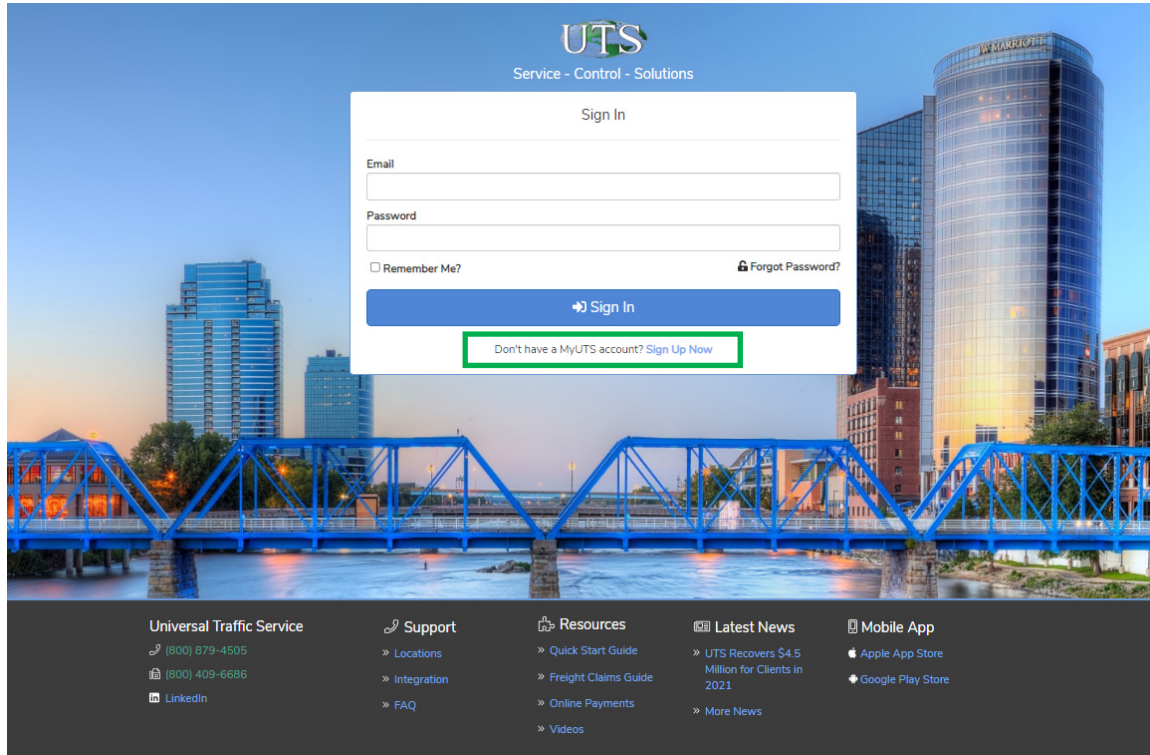 UTS
Service - Control - Solutions
JW MARRIOTT
Sign In
Email
Password
Remember Me?
Forgot Password?
Sign In
Don't have a MyUTS account? Sign Up Now
Universal Traffic Service
(800) 879-4505
(800) 409-6686
LinkedIn
Support
» Locations
» Integration
» FAQ
Resources
» Quick Start Guide
» Freight Claims Guide
» Online Payments
» Videos
Latest News
» UTS Recovers $4.5
Million for Clients in
2021
» More News
Mobile App
Apple App Store
Google Play Store